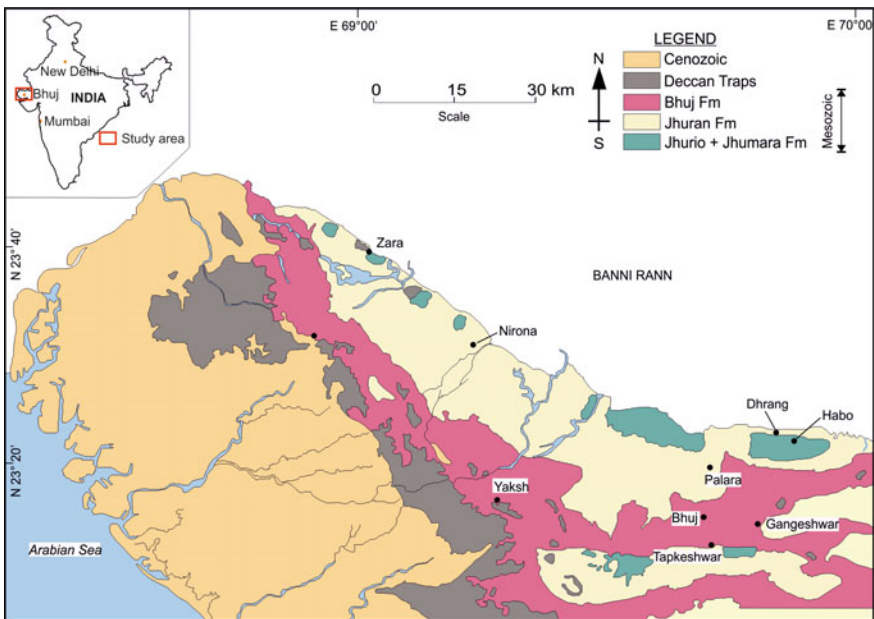 E 69°00'
E 70°00'
New Delhi
Bhuj
INDIA
Mumbai
Study area
0 15 30 km
Scale
N
S
LEGEND
Cenozoic
Deccan Traps
Bhuj Fm
Jhuran Fm
Jhurio + Jhumara Fm
Mesozoic
N 23°40'
Zara
BANNI RANN
Nirona
Dhrang
Habo
N 23°20'
Palara
Yaksh
Bhuj
Gangeshwar
Arabian Sea
Tapkeshwar